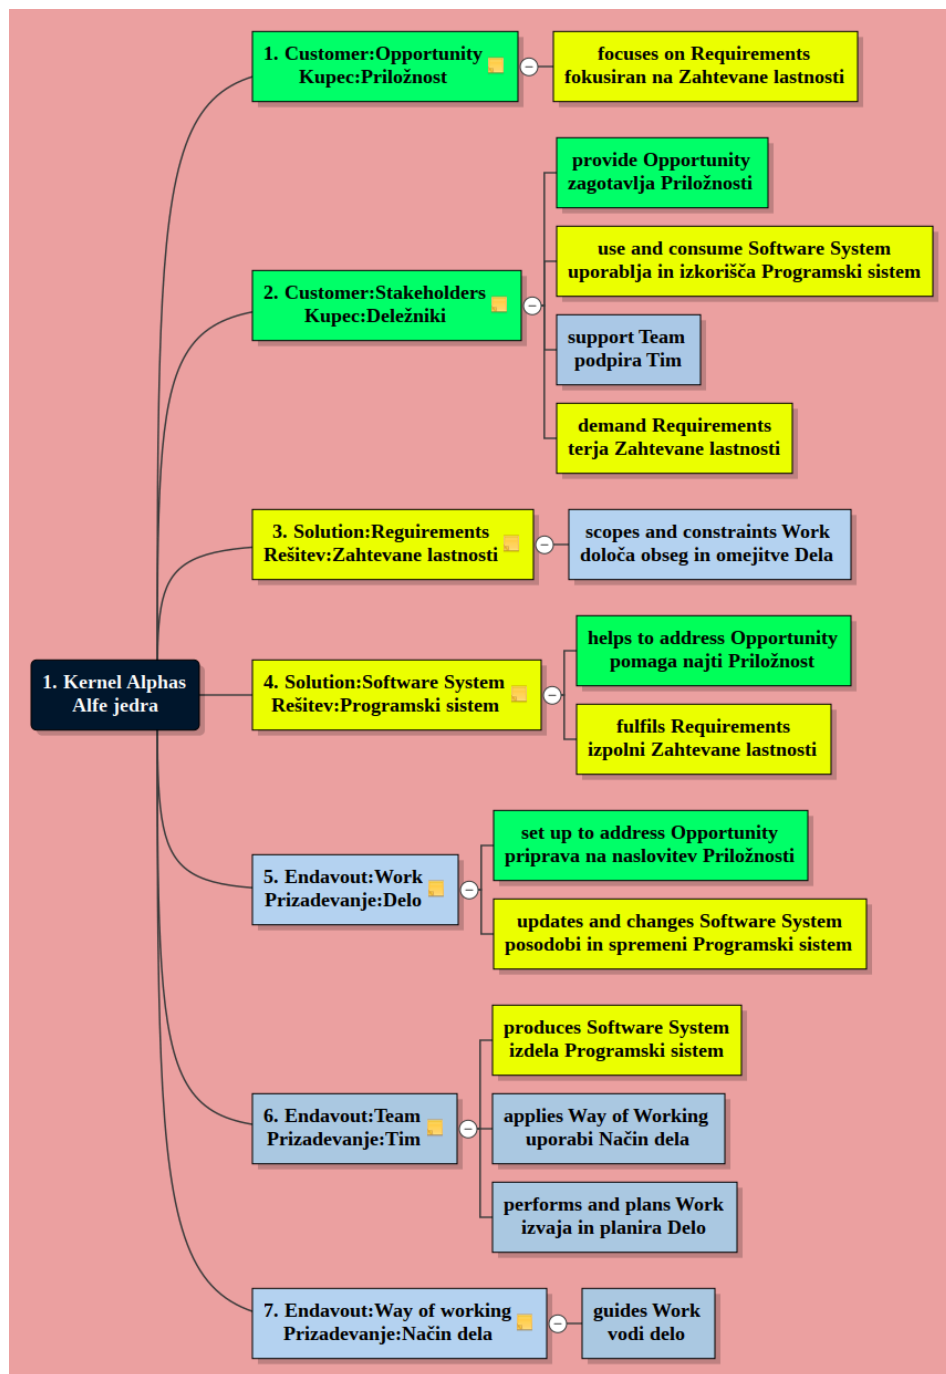 1. Customer:Opportunity
Kupec:Priložnost
focuses on Requirements
fokusiran na Zahtevane lastnosti
2. Customer:Stakeholders
Kupec:Deležniki
provide Opportunity
zagotavlja Priložnosti
use and consume Software System
uporablja in izkorišča Programski sistem
support Team
podpira Tim
demand Requirements
terja Zahtevane lastnosti
3. Solution:Reguirements
Rešitev:Zahtevane lastnosti
scopes and constraints Work
določa obseg in omejitve Dela
1. Kernel Alphas
Alfe jedra
4. Solution:Software System
Rešitev:Programski sistem
helps to address Opportunity
pomaga najti Priložnost
fulfils Requirements
izpolni Zahtevane lastnosti
5. Endavout:Work
Prizadevanje:Delo
set up to address Opportunity
priprava na naslovitev Priložnosti
updates and changes Software System
posodobi in spremeni Programski sistem
6. Endavout:Team
Prizadevanje:Tim
produces Software System
izdela Programski sistem
applies Way of Working
uporabi Način dela
performs and plans Work
izvaja in planira Delo
7. Endavout:Way of working
Prizadevanje:Način dela
guides Work
vodi delo